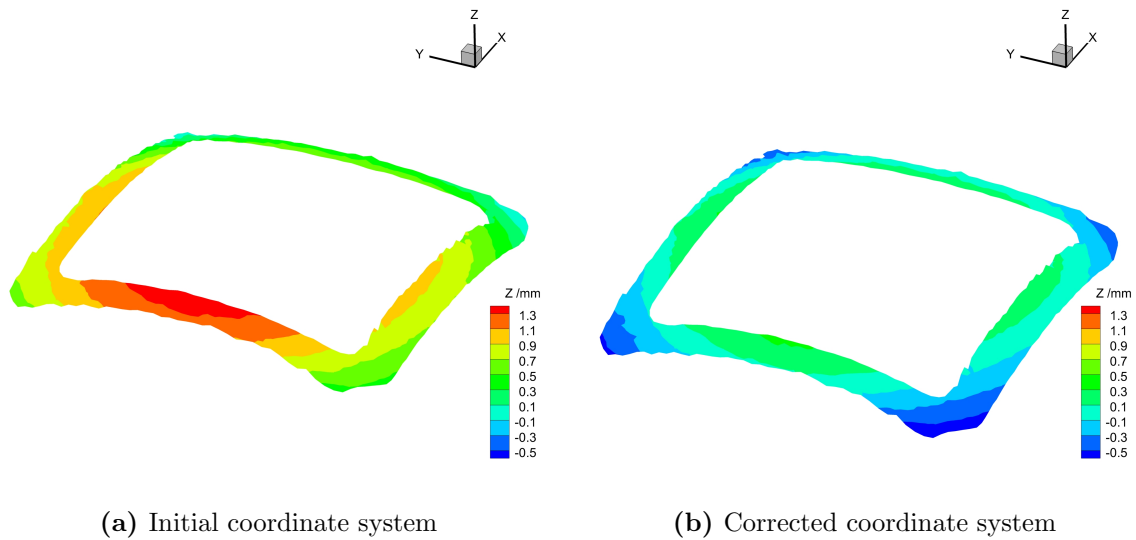 Z
X
Y
Z
X
Y
Z /mm
1.3
1.1
0.9
0.7
0.5
0.3
0.1
-0.1
-0.3
-0.5
Z /mm
1.3
1.1
0.9
0.7
0.5
0.3
0.1
-0.1
-0.3
-0.5
(a) Initial coordinate system
(b) Corrected coordinate system